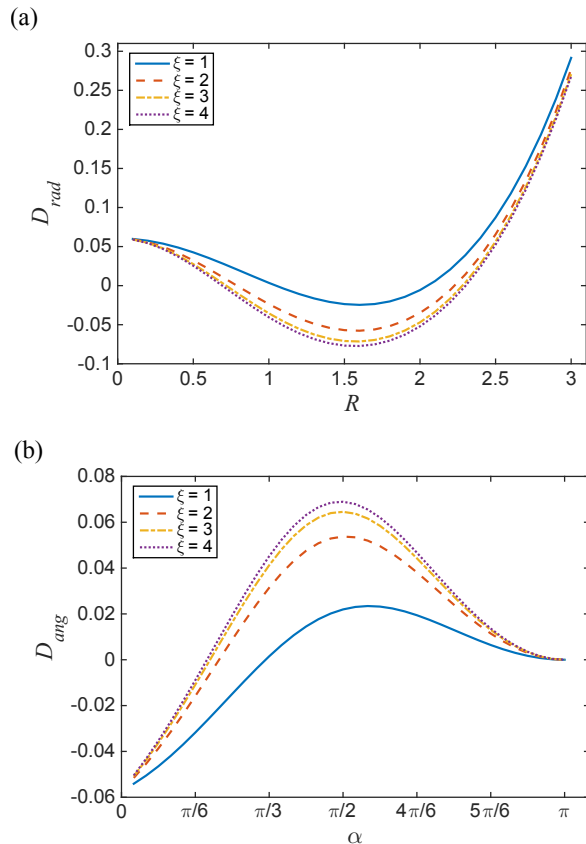 (a)
0.3
0.25
0.2
0.15
0.1
0.05
0
-0.05
-0.1
D_rad
ξ = 1
ξ = 2
ξ = 3
ξ = 4
0 0.5 1 1.5 2 2.5 3
R
(b)
0.08
0.06
0.04
0.02
0
-0.02
-0.04
-0.06
D_ang
ξ = 1
ξ = 2
ξ = 3
ξ = 4
0 π/6 π/3 π/2 4π/6 5π/6 π
α